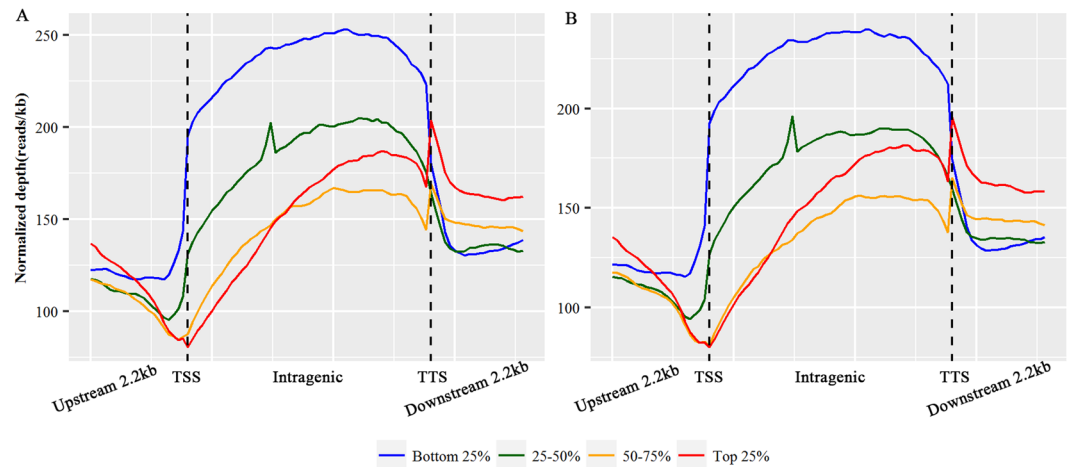 A
B
Normalized depth(reads/kb)
250
200
150
100
200
150
100
Upstream 2.2kb
TSS
Intragenic
TTS
Downstream 2.2kb
Upstream 2.2kb
TSS
Intragenic
TTS
Downstream 2.2kb
Bottom 25% 25-50% 50-75% Top 25%